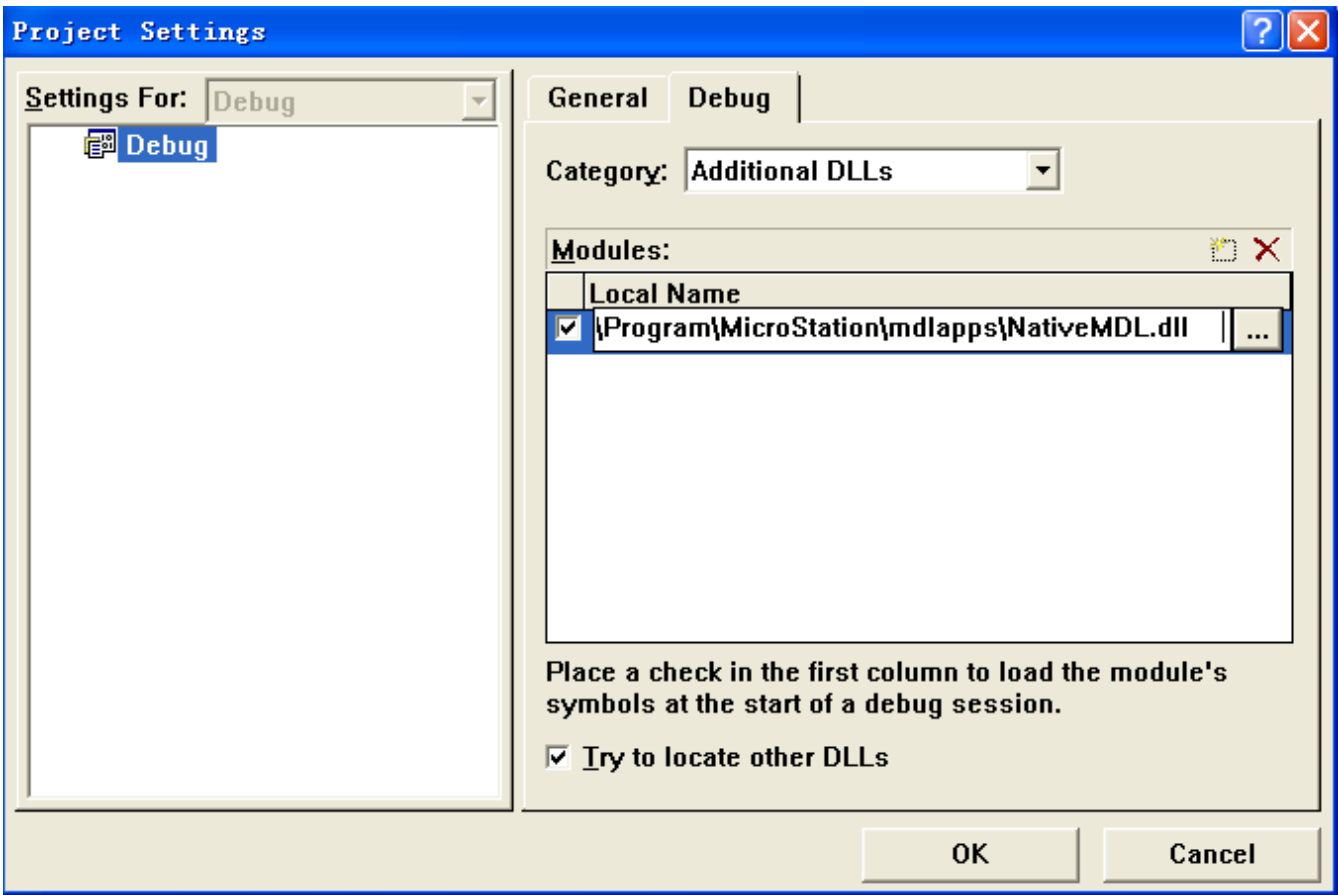 Project Settings
Settings For: Debug
Debug
General Debug
Category: Additional DLLs
Modules:
Local Name
\Program\MicroStation\mdlapps\NativeMDL.dll ...
Place a check in the first column to load the module's
symbols at the start of a debug session.
Try to locate other DLLs
OK Cancel